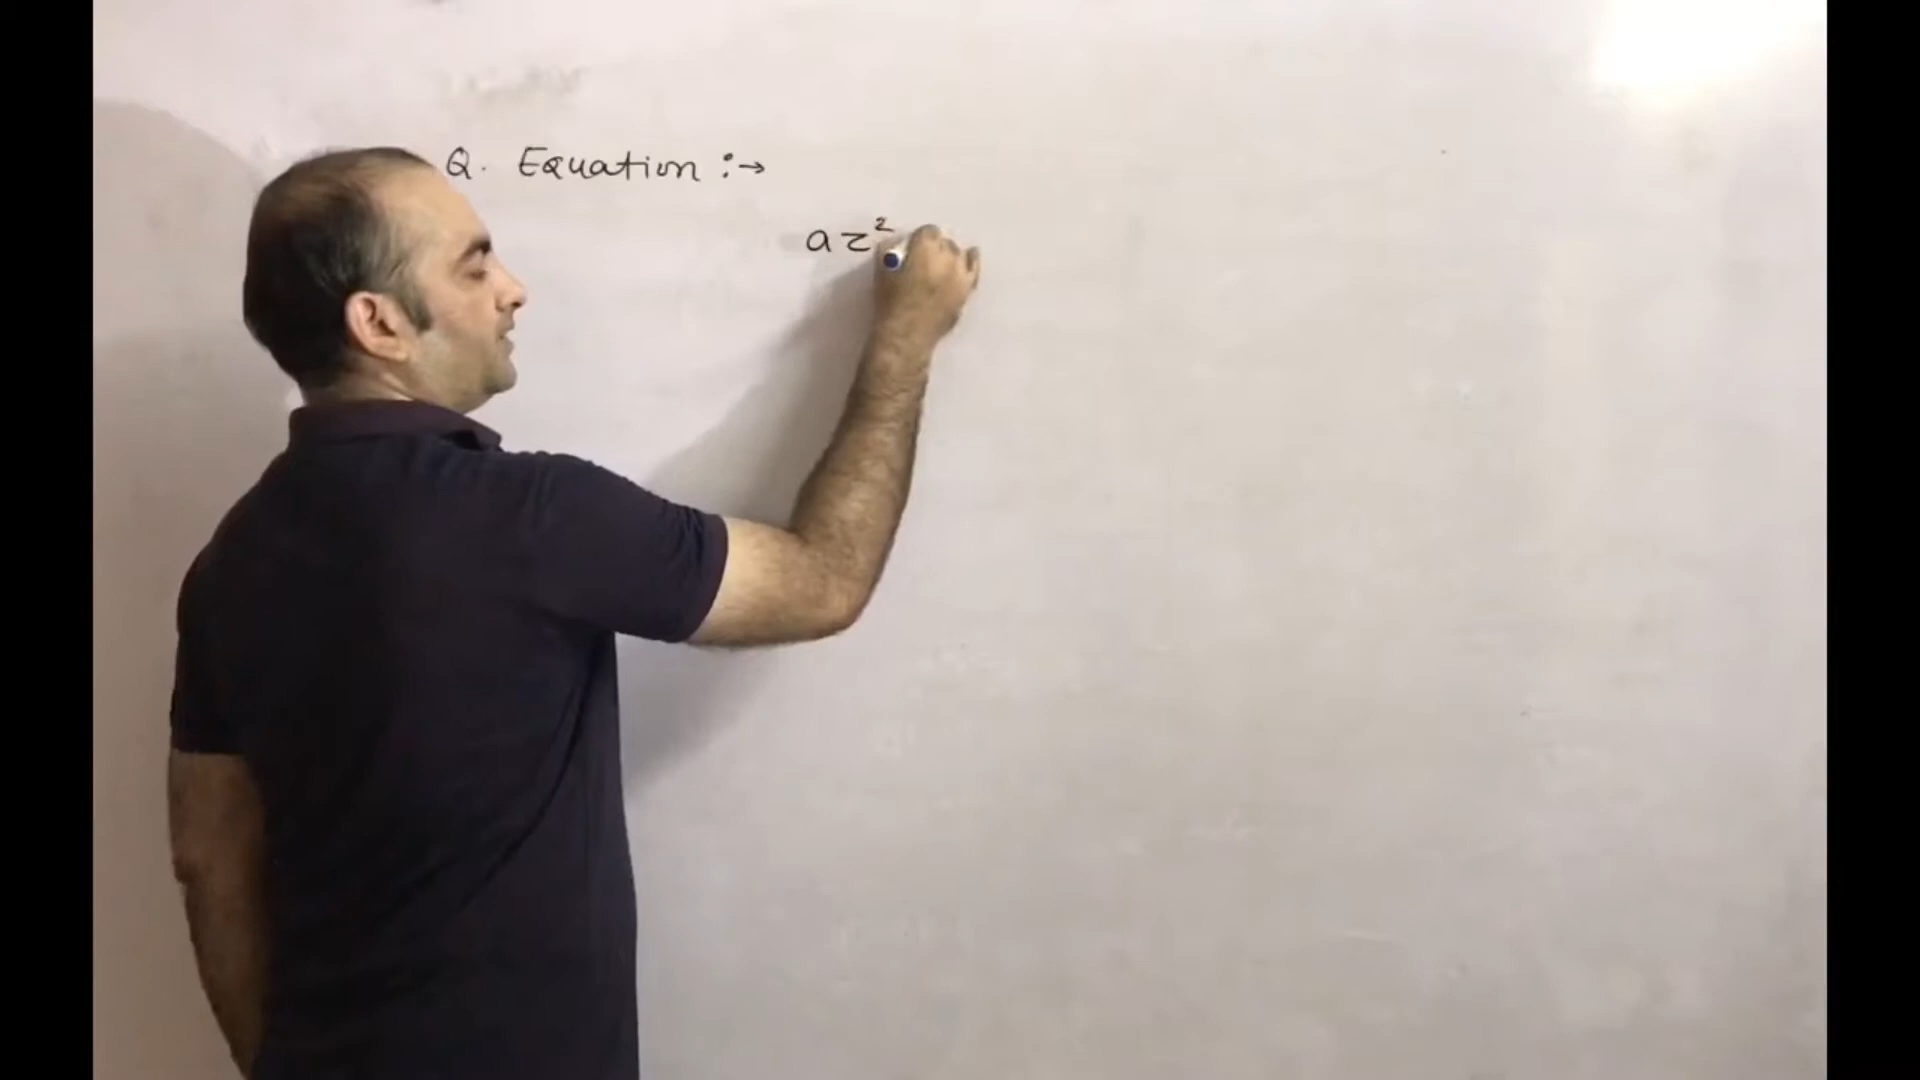 Q. Equation :→
az²